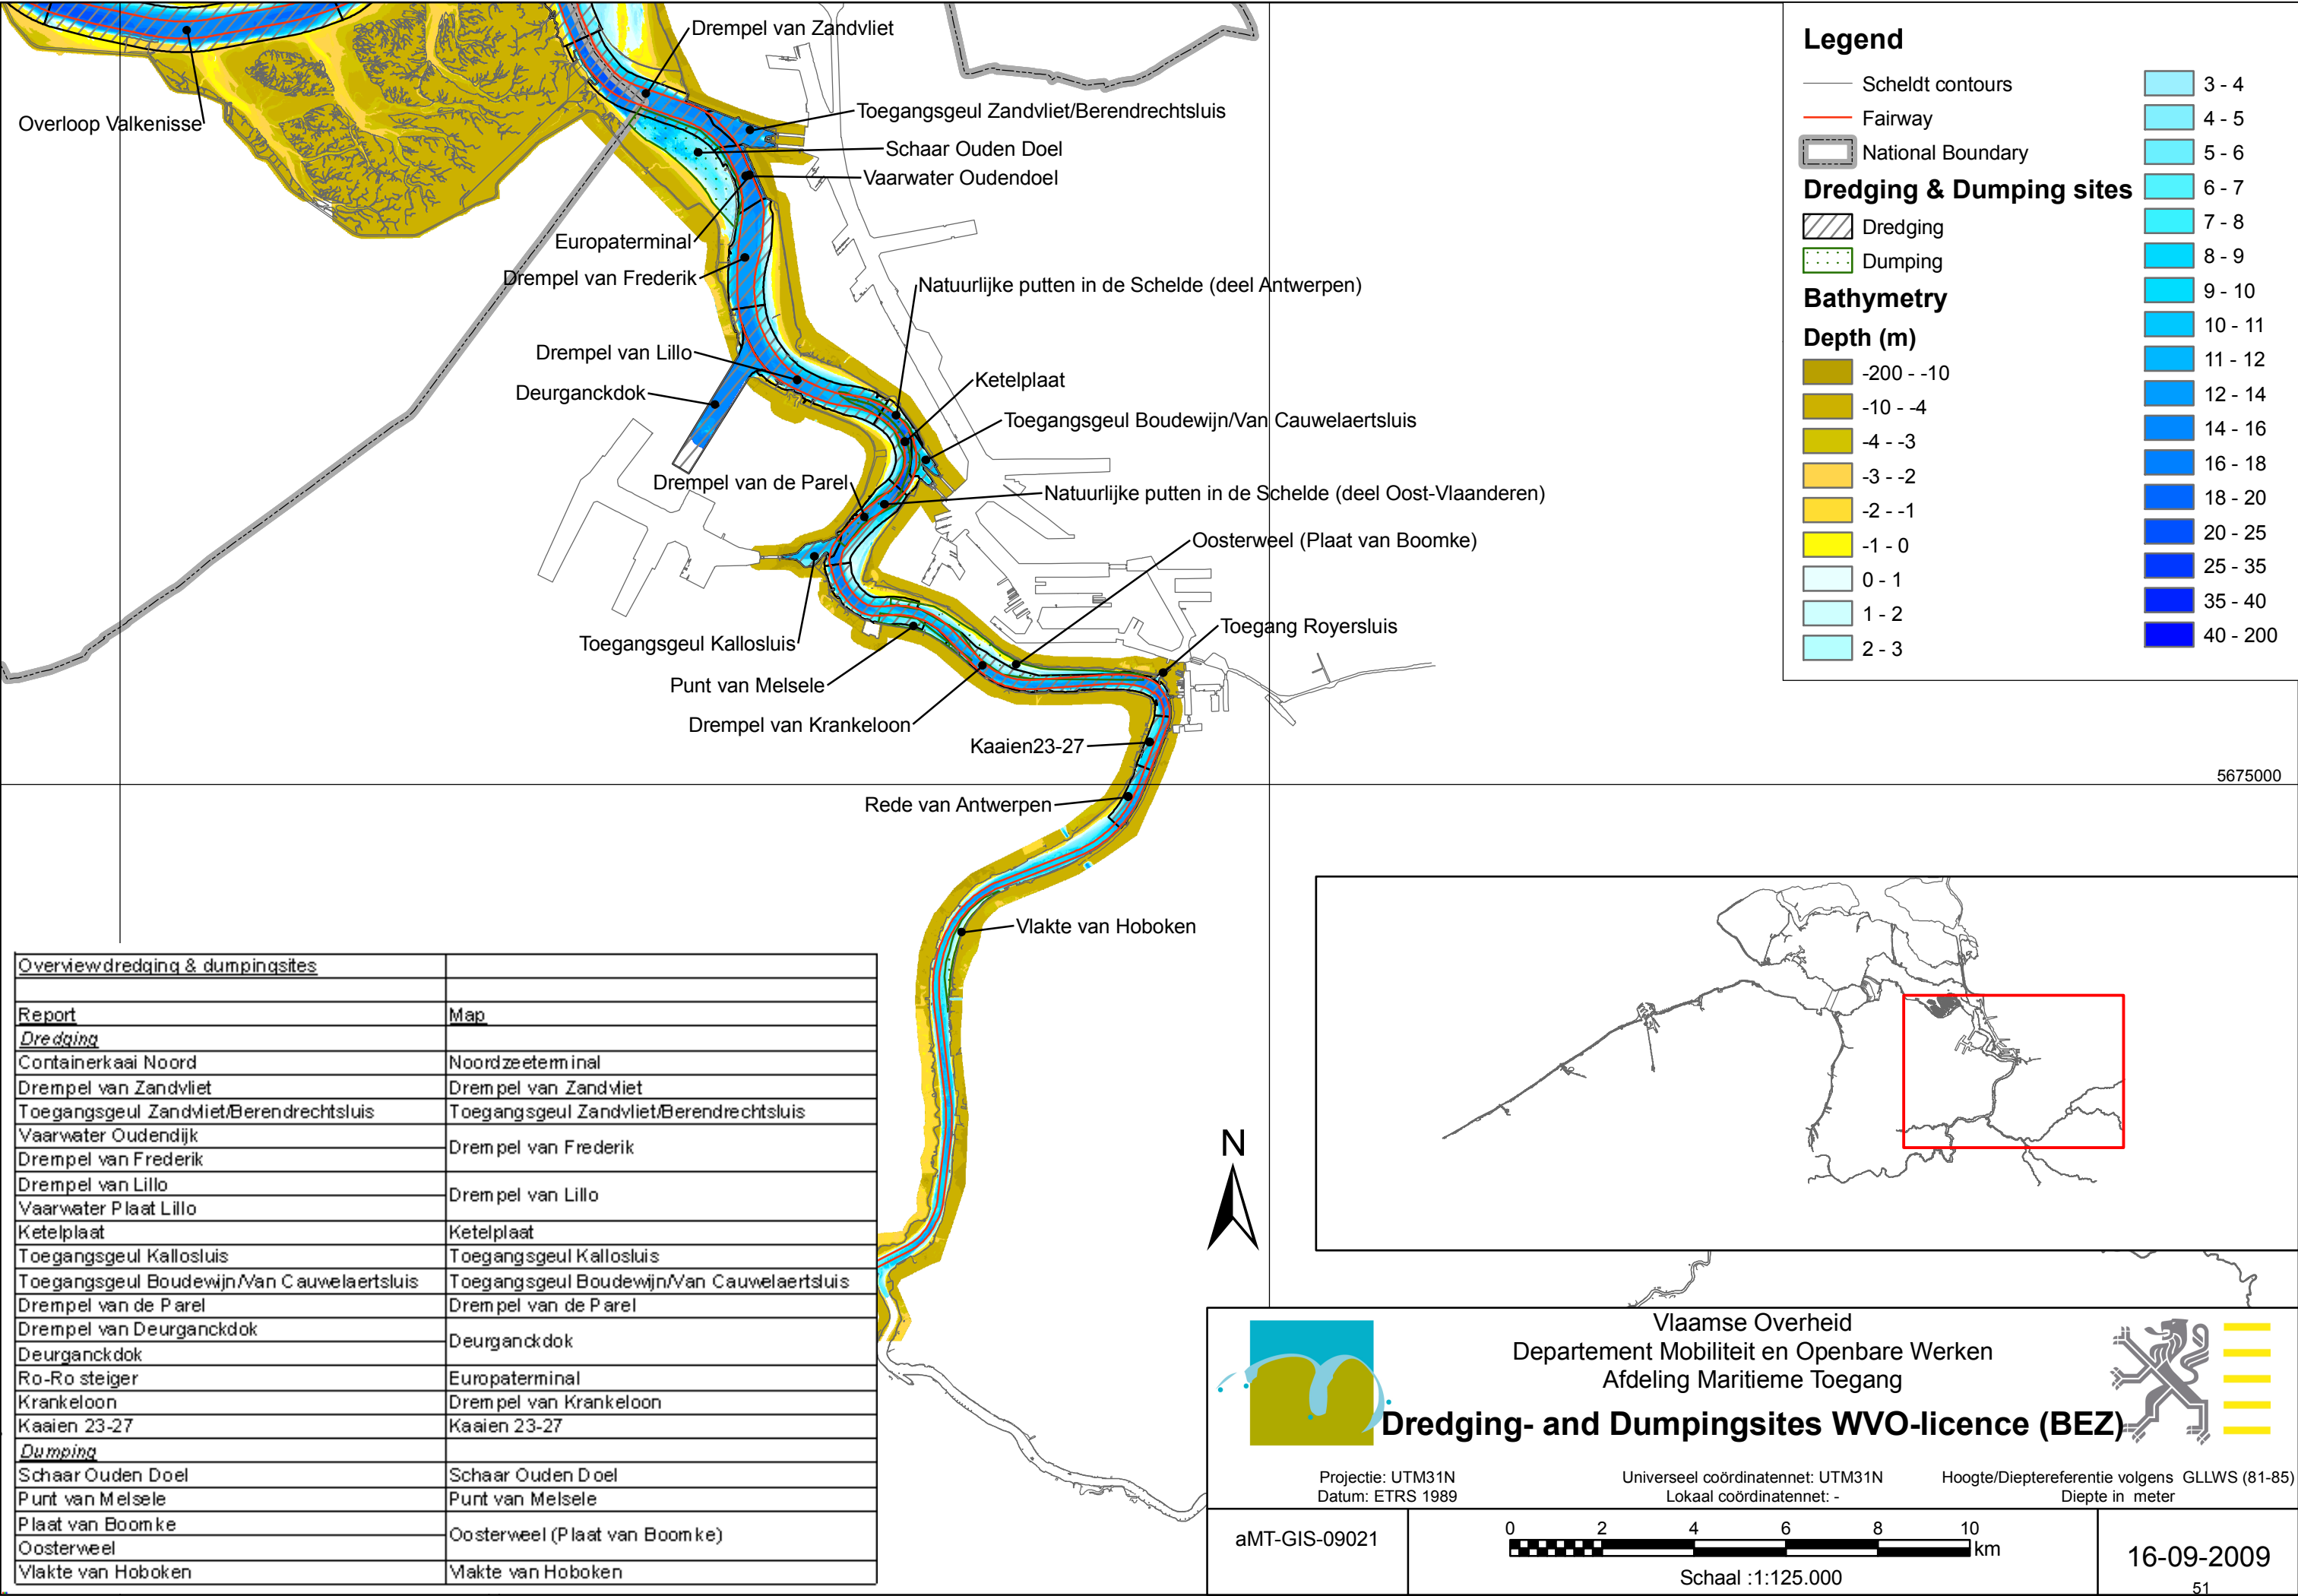 Drempel van Zandvliet
Overloop Valkenisse
Toegangsgeul Zandvliet/Berendrechtsluis
Schaar Ouden Doel
Vaarwater Oudendoel
Europaterminal
Drempel van Frederik
Natuurlijke putten in de Schelde (deel Antwerpen)
Drempel van Lillo
Ketelplaat
Deurganckdok
Toegangsgeul Boudewijn/Van Cauwelaertsluis
Drempel van de Parel
Natuurlijke putten in de Schelde (deel Oost-Vlaanderen)
Oosterweel (Plaat van Boomke)
Toegang Royersluis
Toegangsgeul Kallosluis
Punt van Melsele
Drempel van Krankeloon
Kaaien23-27
Rede van Antwerpen
Vlakte van Hoboken
5675000
Legend
Scheldt contours
Fairway
National Boundary
Dredging & Dumping sites
Dredging
Dumping
Bathymetry
Depth (m)
-200 - -10
-10 - -4
-4 - -3
-3 - -2
-2 - -1
-1 - 0
0 - 1
1 - 2
2 - 3
3 - 4
4 - 5
5 - 6
6 - 7
7 - 8
8 - 9
9 - 10
10 - 11
11 - 12
12 - 14
14 - 16
16 - 18
18 - 20
20 - 25
25 - 35
35 - 40
40 - 200
Overview dredging & dumpingsites
Report Map
Dredging
Containerkaai Noord Noordzeeterminal
Drempel van Zandvliet Drempel van Zandvliet
Toegangsgeul Zandvliet/Berendrechtsluis Toegangsgeul Zandvliet/Berendrechtsluis
Vaarwater Oudendijk
Drempel van Frederik Drempel van Frederik
Drempel van Lillo Drempel van Lillo
Vaarwater Plaat Lillo
Ketelplaat Ketelplaat
Toegangsgeul Kallosluis Toegangsgeul Kallosluis
Toegangsgeul Boudewijn/Van Cauwelaertsluis Toegangsgeul Boudewijn/Van Cauwelaertsluis
Drempel van de Parel Drempel van de Parel
Drempel van Deurganckdok Deurganckdok
Deurganckdok
Ro-Ro steiger Europaterminal
Krankeloon Drempel van Krankeloon
Kaaien 23-27 Kaaien 23-27
Dumping
Schaar Ouden Doel Schaar Ouden Doel
Punt van Melsele Punt van Melsele
Plaat van Boomke Oosterweel (Plaat van Boomke)
Oosterweel
Vlakte van Hoboken Vlakte van Hoboken
N
Vlaamse Overheid
Departement Mobiliteit en Openbare Werken
Afdeling Maritieme Toegang
Dredging- and Dumpingsites WVO-licence (BEZ)
Projectie: UTM31N
Datum: ETRS 1989
Universeel coördinatennet: UTM31N
Lokaal coördinatennet: -
Hoogte/Dieptereferentie volgens GLLWS (81-85)
Diepte in meter
aMT-GIS-09021
0 2 4 6 8 10
km
Schaal :1:125.000
16-09-2009
51